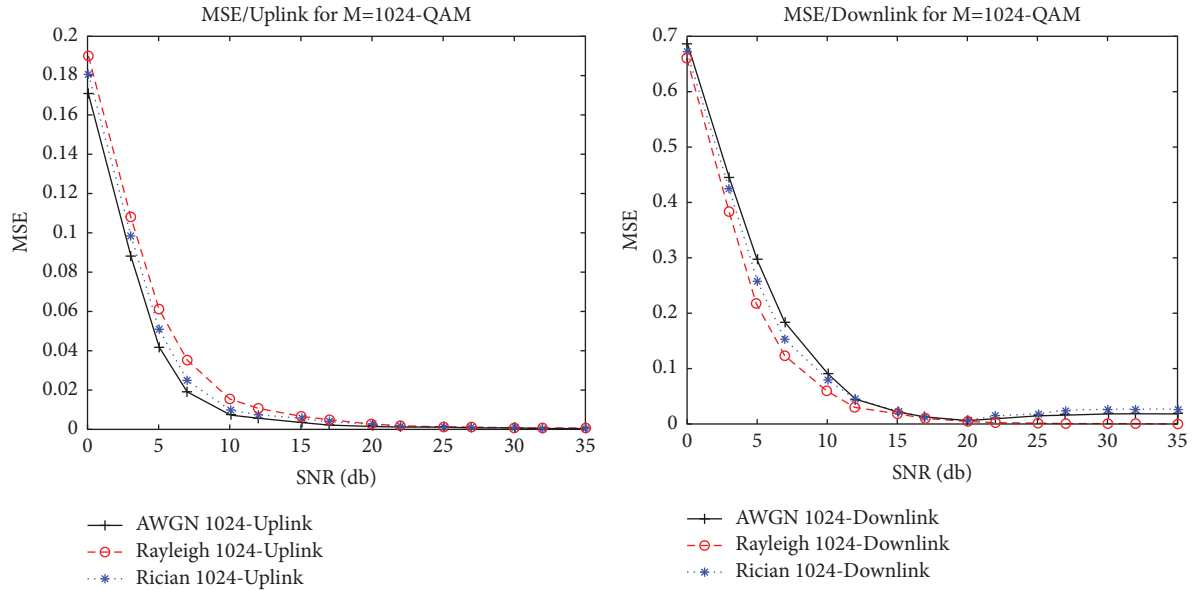 MSE/Uplink for M=1024-QAM
0.2
0.18
0.16
0.14
0.12
0.1
0.08
0.06
0.04
0.02
0
MSE
0 5 10 15 20 25 30 35
SNR (db)
AWGN 1024-Uplink
Rayleigh 1024-Uplink
Rician 1024-Uplink
MSE/Downlink for M=1024-QAM
0.7
0.6
0.5
0.4
0.3
0.2
0.1
0
MSE
0 5 10 15 20 25 30 35
SNR (db)
AWGN 1024-Downlink
Rayleigh 1024-Downlink
Rician 1024-Downlink